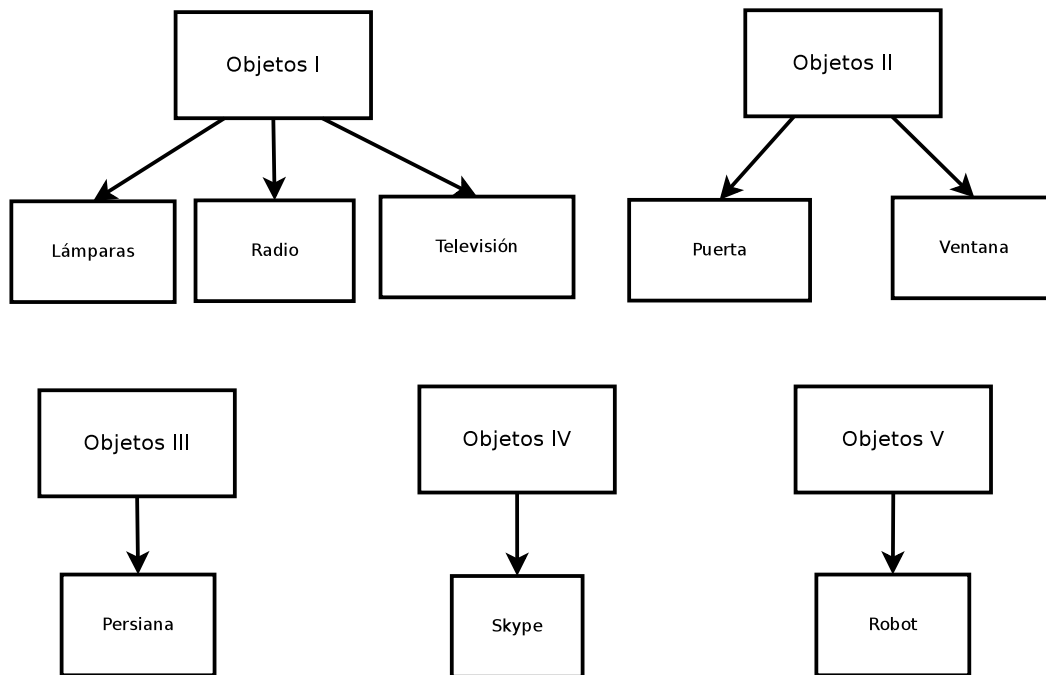 Objetos I
Objetos II
Lámparas
Radio
Televisión
Puerta
Ventana
Objetos III
Objetos IV
Objetos V
Persiana
Skype
Robot